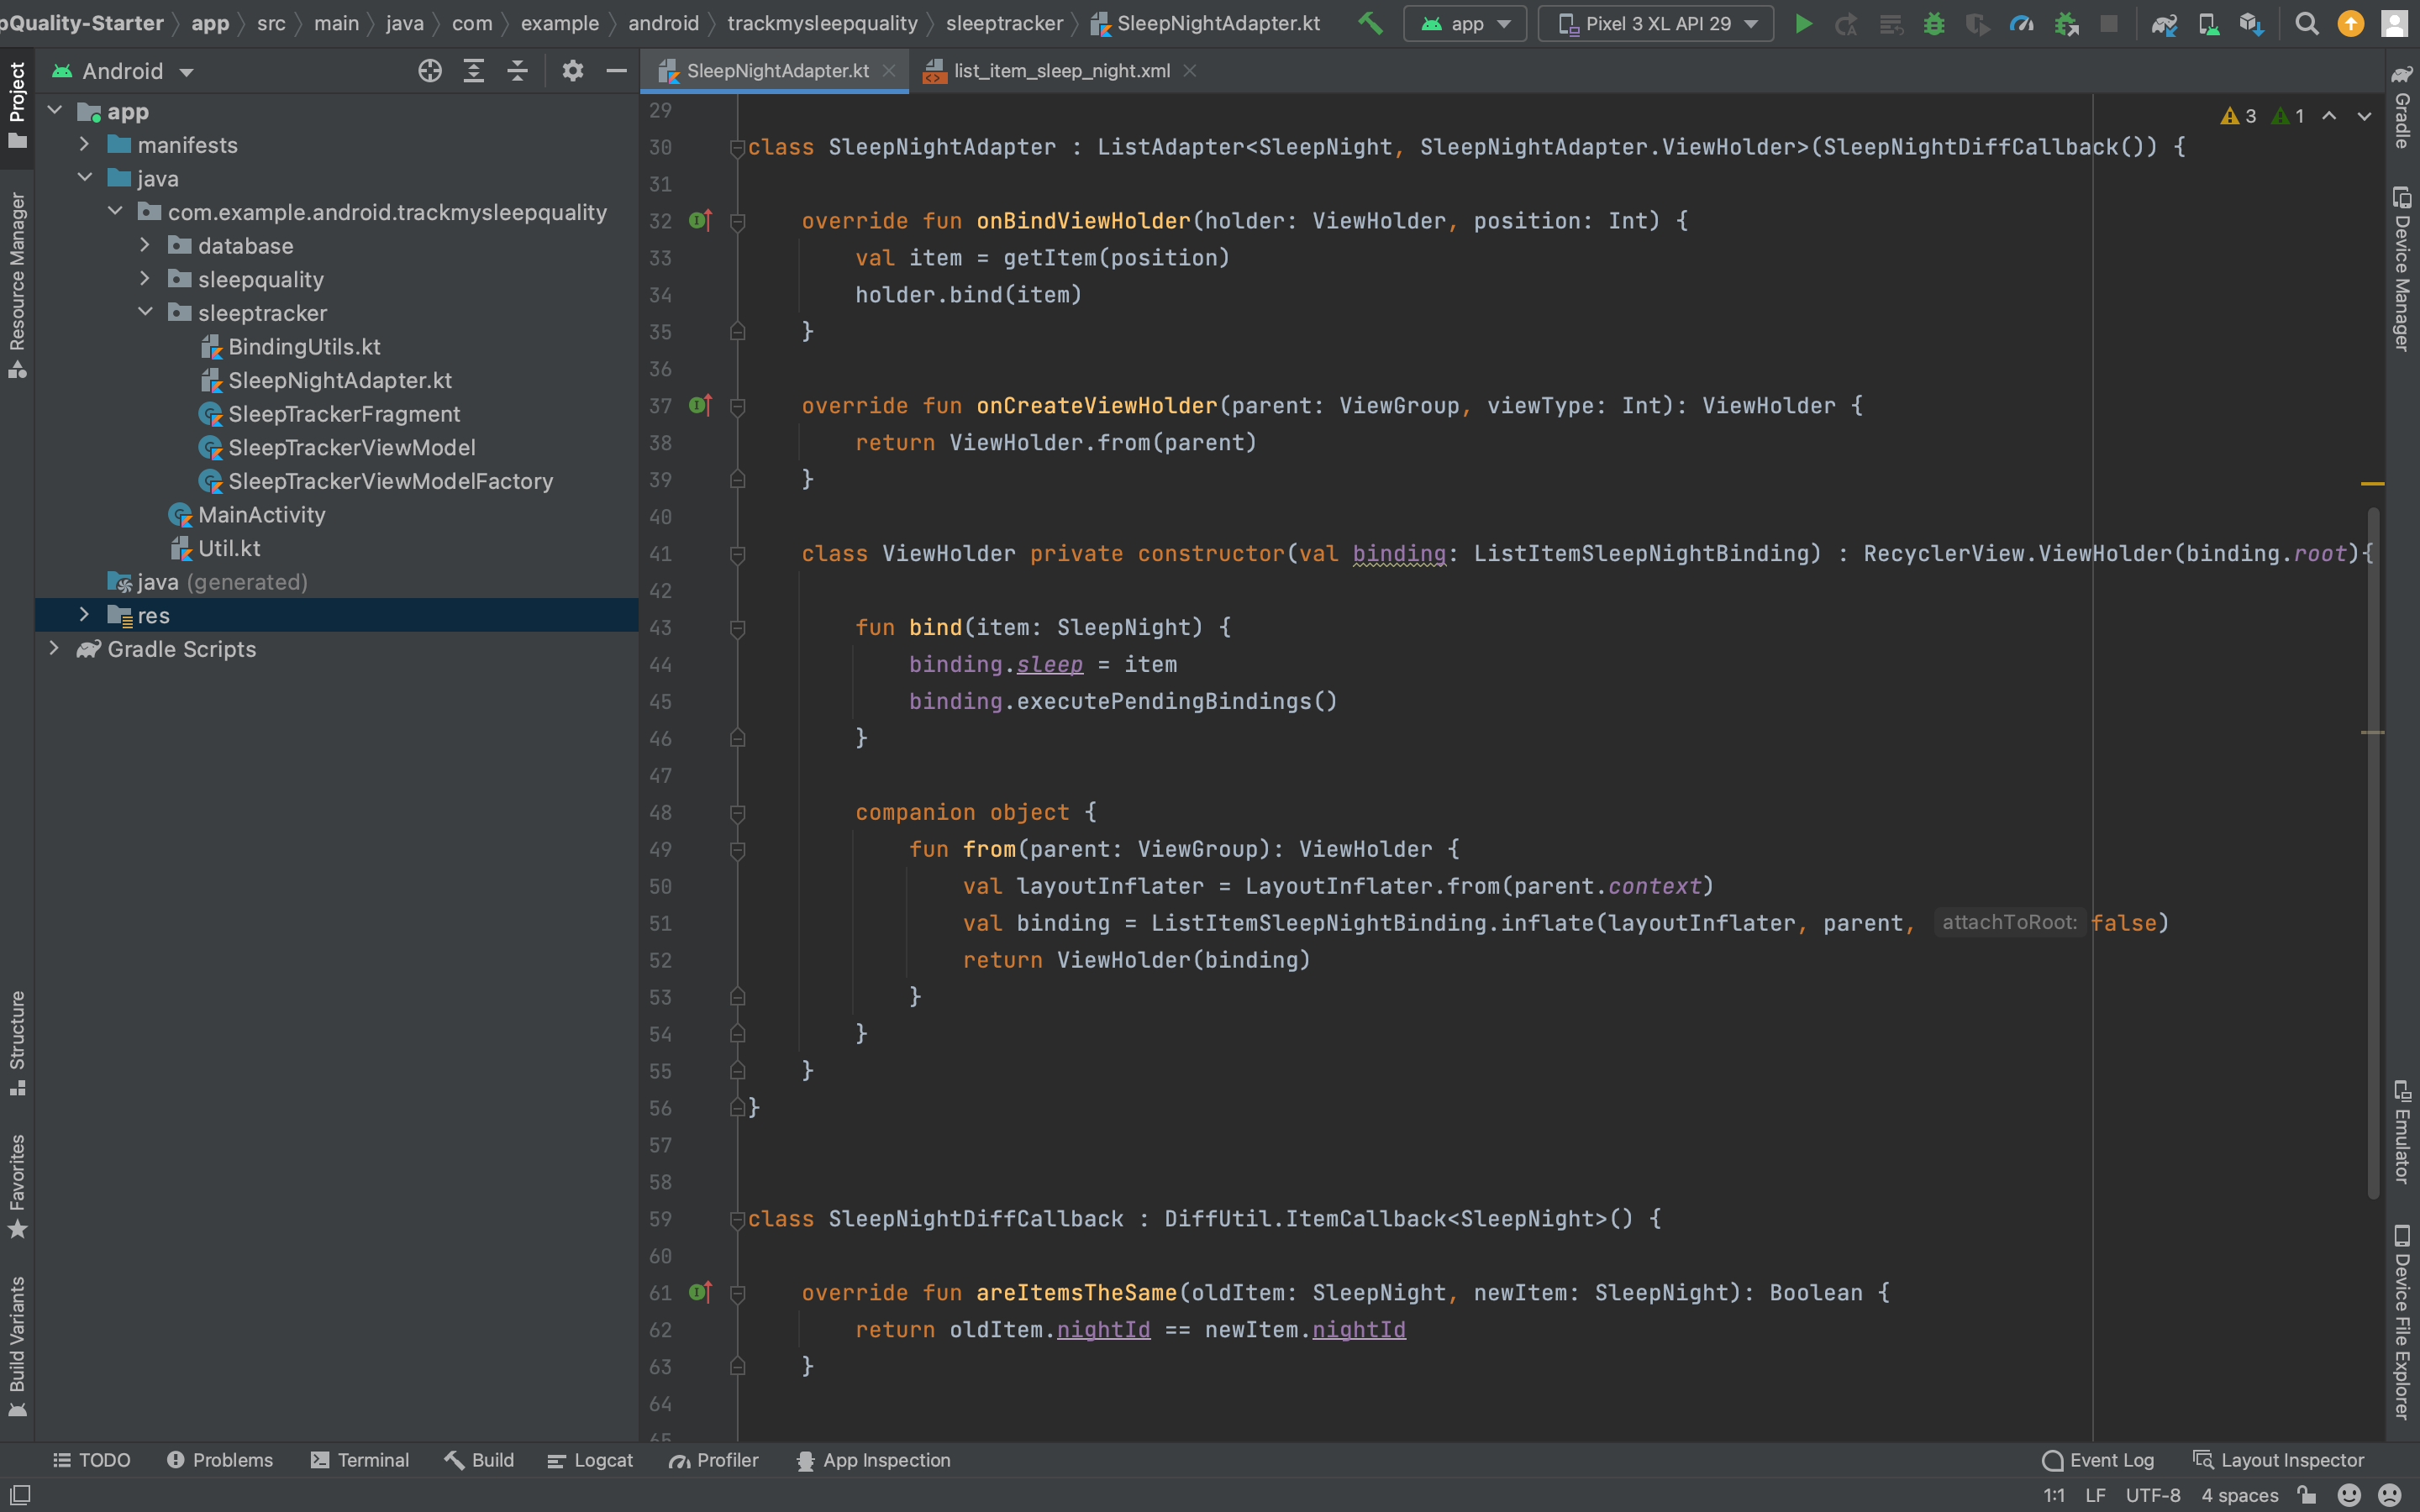 pQuality-Starter 〉 app 〉 src 〉 main 〉 java 〉 com 〉 example 〉 android 〉 trackmysleepquality 〉 sleeptracker 〉 SleepNightAdapter.kt
app
Pixel 3 XL API 29
Android
SleepNightAdapter.kt
list_item_sleep_night.xml
Project
Resource Manager
Structure
Favorites
Build Variants
app
manifests
java
com.example.android.trackmysleepquality
database
sleepquality
sleeptracker
BindingUtils.kt
SleepNightAdapter.kt
SleepTrackerFragment
SleepTrackerViewModel
SleepTrackerViewModelFactory
MainActivity
Util.kt
java (generated)
res
Gradle Scripts
3 1
29
30 class SleepNightAdapter : ListAdapter<SleepNight, SleepNightAdapter.ViewHolder>(SleepNightDiffCallback()) {
31
32 override fun onBindViewHolder(holder: ViewHolder, position: Int) {
33 val item = getItem(position)
34 holder.bind(item)
35 }
36
37 override fun onCreateViewHolder(parent: ViewGroup, viewType: Int): ViewHolder {
38 return ViewHolder.from(parent)
39 }
40
41 class ViewHolder private constructor(val binding: ListItemSleepNightBinding) : RecyclerView.ViewHolder(binding.root){
42
43 fun bind(item: SleepNight) {
44 binding.sleep = item
45 binding.executePendingBindings()
46 }
47
48 companion object {
49 fun from(parent: ViewGroup): ViewHolder {
50 val layoutInflater = LayoutInflater.from(parent.context)
51 val binding = ListItemSleepNightBinding.inflate(layoutInflater, parent, attachToRoot: false)
52 return ViewHolder(binding)
53 }
54 }
55 }
56 }
57
58
59 class SleepNightDiffCallback : DiffUtil.ItemCallback<SleepNight>() {
60
61 override fun areItemsTheSame(oldItem: SleepNight, newItem: SleepNight): Boolean {
62 return oldItem.nightId == newItem.nightId
63 }
64
65
Gradle
Device Manager
Emulator
Device File Explorer
TODO Problems Terminal Build Logcat Profiler App Inspection Event Log Layout Inspector
1:1 LF UTF-8 4 spaces